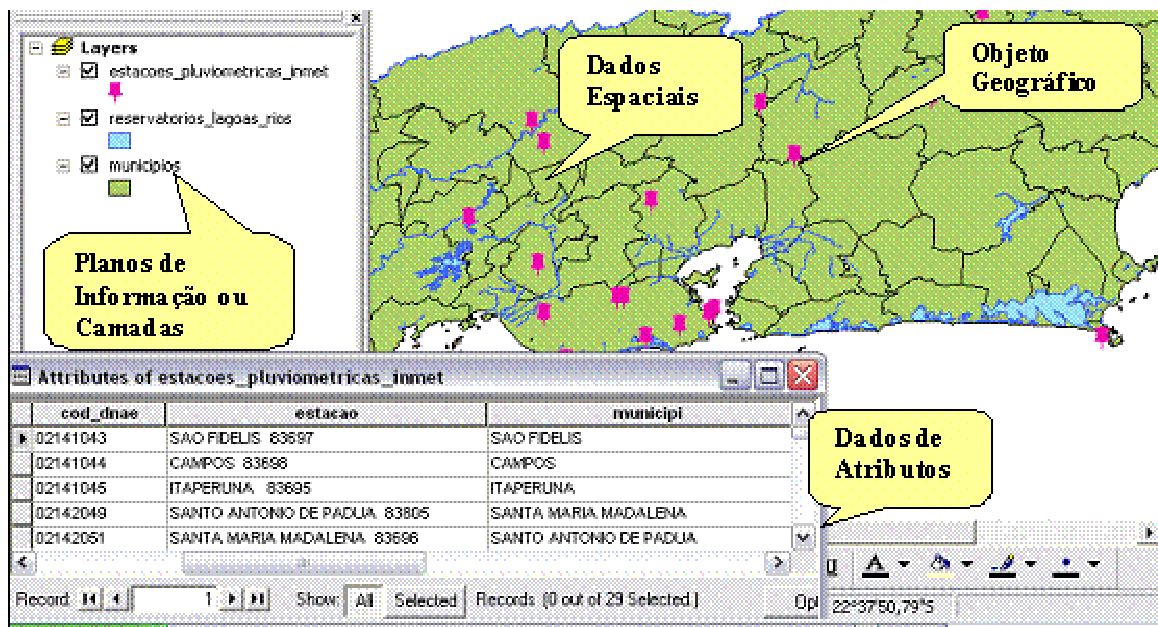 Layers
estacoes_pluviometricas_inmet
reservatorios_lagoas_rios
municipios
Planos de
Informação ou
Camadas
Dados
Espaciais
Objeto
Geográfico
Attributes of estacoes_pluviometricas_inmet
cod_dnae estacao municipi
02141043 SAO FIDELIS 83697 SAO FIDELIS
02141044 CAMPOS 83698 CAMPOS
02141045 ITAPERUNA 83695 ITAPERUNA
02142049 SANTO ANTONIO DE PADUA 83805 SANTA MARIA MADALENA
02142051 SANTA MARIA MADALENA 83696 SANTO ANTONIO DE PADUA
Dados de
Atributos
Record: 1 Show: All Selected Records (0 out of 29 Selected.) Opt
U A
22°37'50,79"S